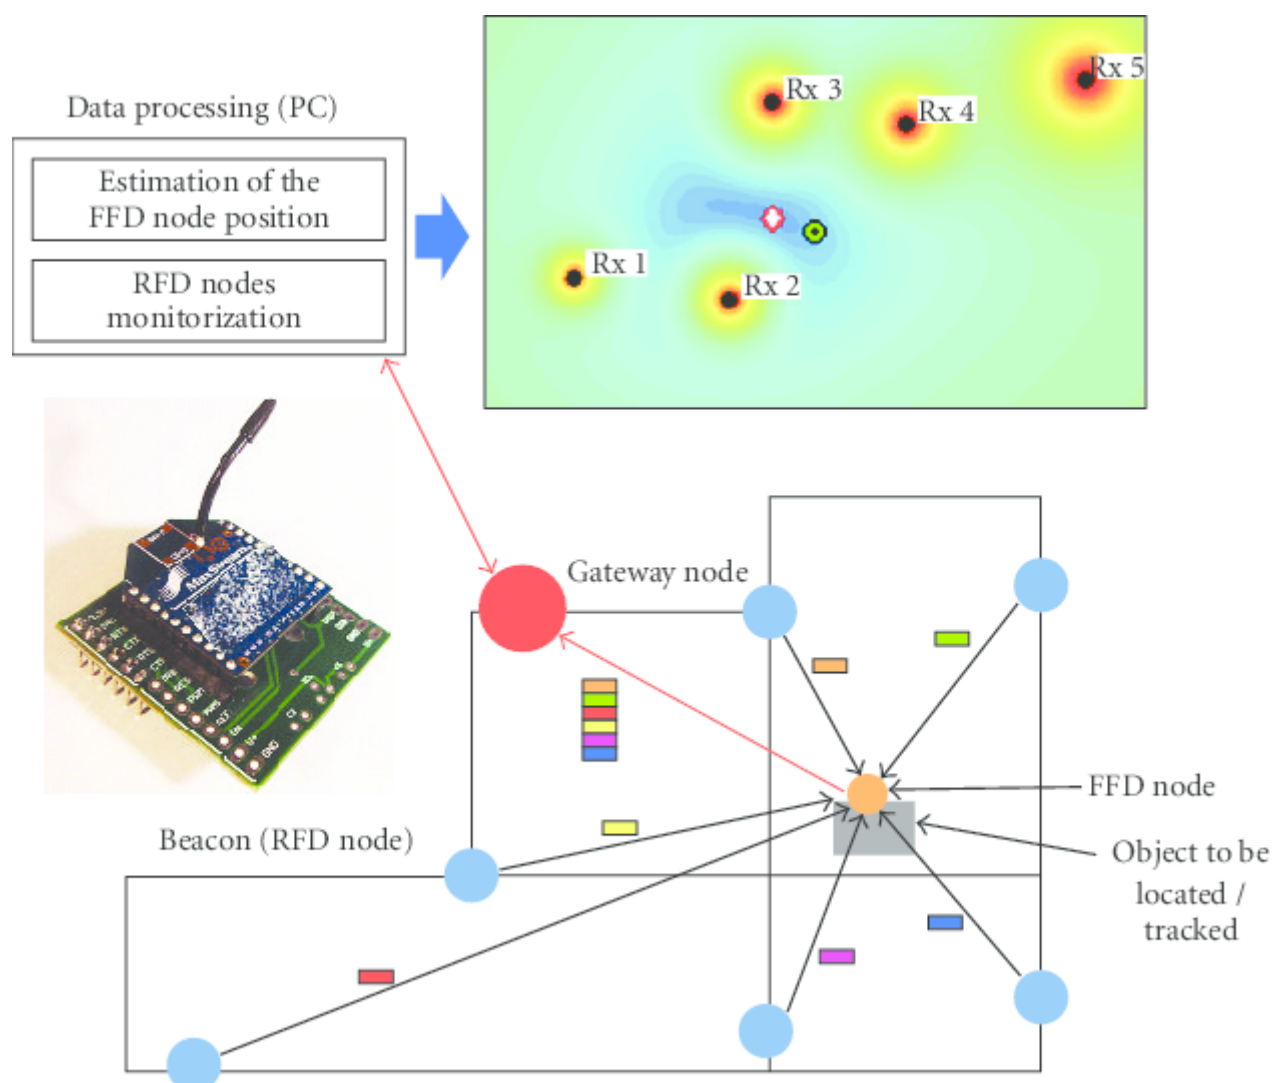 Data processing (PC)
Estimation of the
FFD node position
RFD nodes
monitorization
Rx 1
Rx 2
Rx 3
Rx 4
Rx 5
Gateway node
Beacon (RFD node)
FFD node
Object to be
located /
tracked
GND